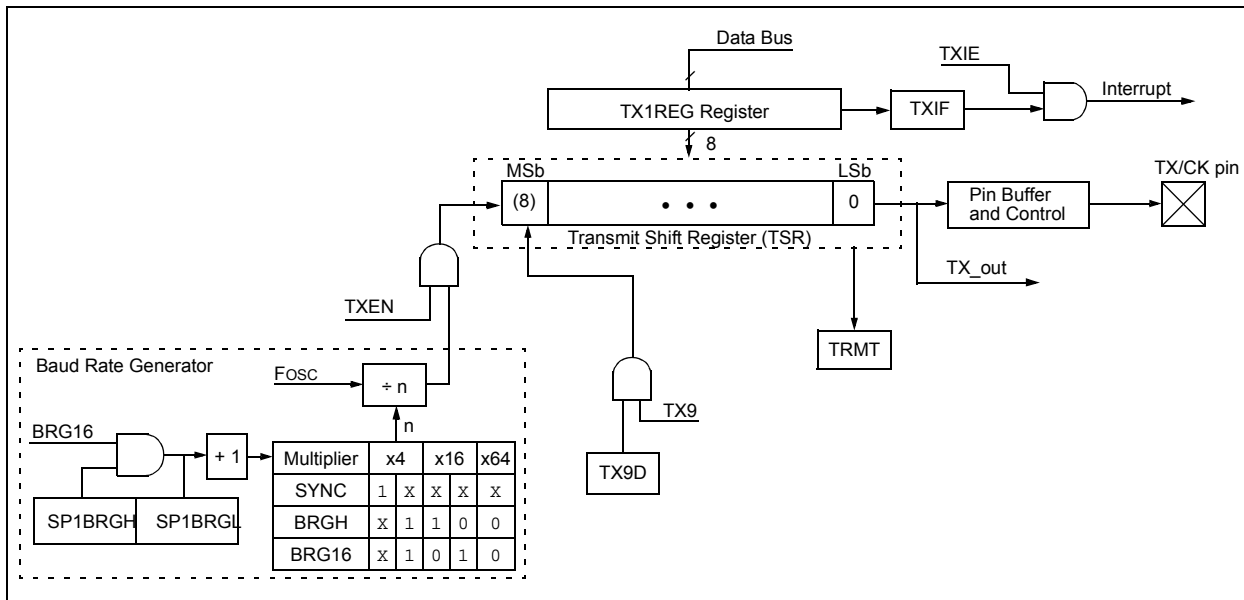 Data Bus
TXIE
Interrupt
TX1REG Register
TXIF
8
MSb
LSb
TX/CK pin
(8)
• • •
0
Pin Buffer
and Control
Transmit Shift Register (TSR)
TX_out
TXEN
TRMT
Baud Rate Generator
FOSC
÷ n
TX9
n
BRG16
+ 1
Multiplier x4 x16 x64
TX9D
SYNC 1 X X X X
SP1BRGH SP1BRGL
BRGH X 1 1 0 0
BRG16 X 1 0 1 0